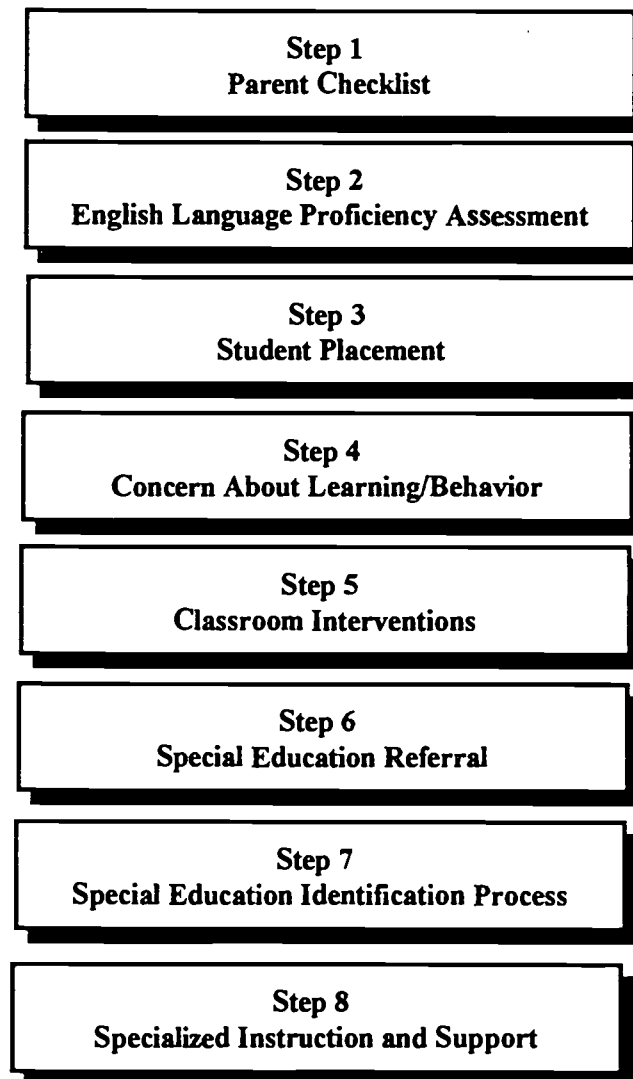 Step 1
Parent Checklist
Step 2
English Language Proficiency Assessment
Step 3
Student Placement
Step 4
Concern About Learning/Behavior
Step 5
Classroom Interventions
Step 6
Special Education Referral
Step 7
Special Education Identification Process
Step 8
Specialized Instruction and Support